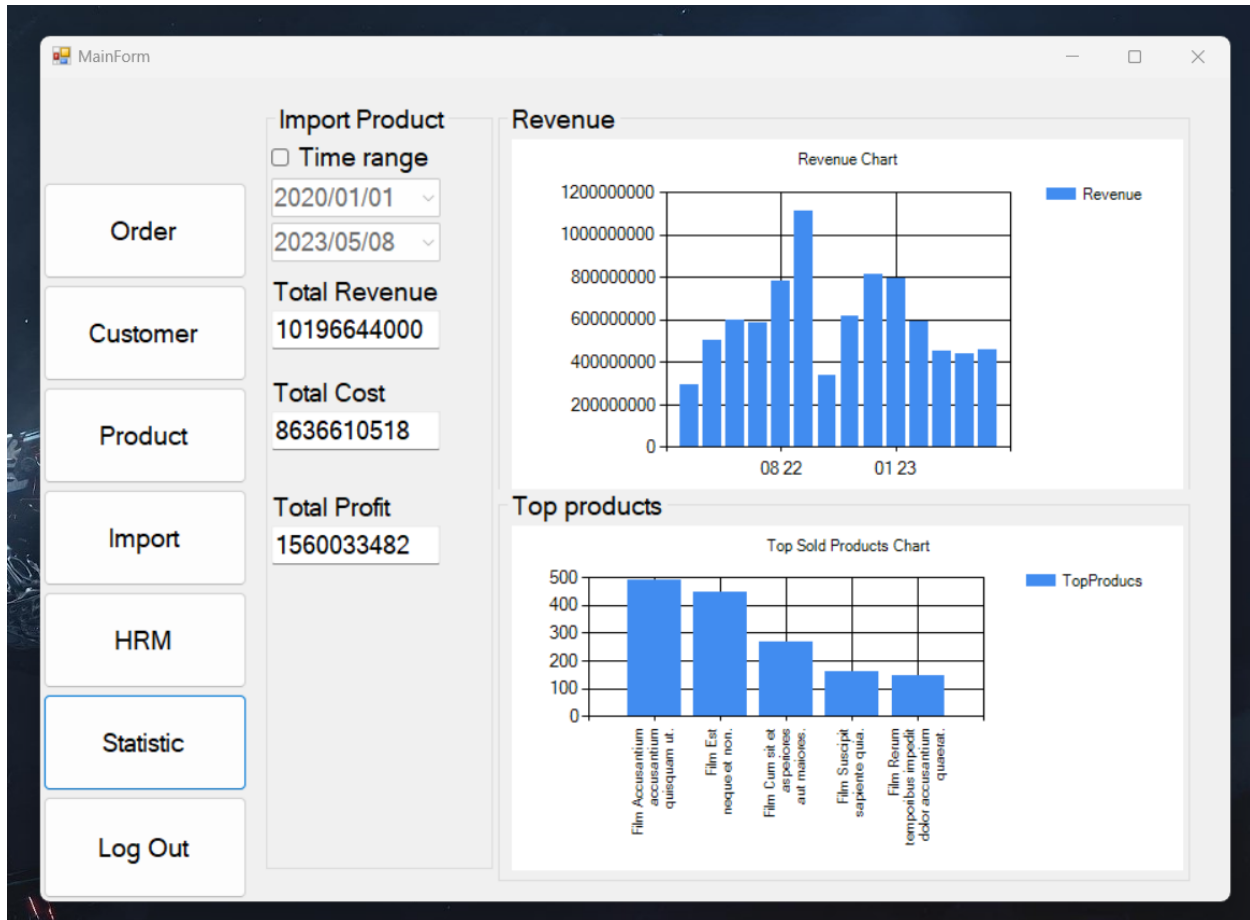 MainForm
Order
Customer
Product
Import
HRM
Statistic
Log Out
Import Product
Time range
2020/01/01
2023/05/08
Total Revenue
10196644000
Total Cost
8636610518
Total Profit
1560033482
Revenue
Revenue Chart
1200000000
1000000000
800000000
600000000
400000000
200000000
0
08 22
01 23
Revenue
Top products
Top Sold Products Chart
500
400
300
200
100
0
Film Accusantium
accusantium
quisquam ut.
Film Est
neque et non.
Film Cum sit et
asperiores
aut maiores.
Film Suscipit
sapiente quia.
Film Rerum
temporibus impedit
dolor accusantium
quaerat.
TopProducs